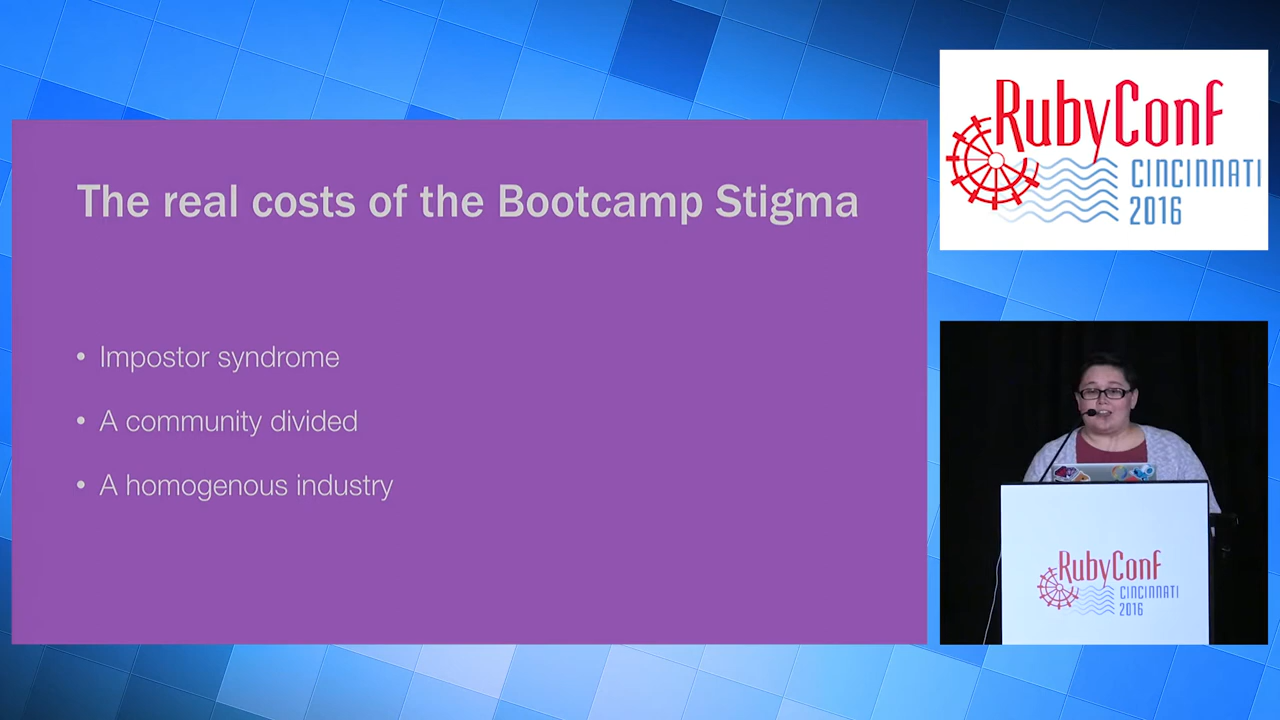 The real costs of the Bootcamp Stigma
• Impostor syndrome
• A community divided
• A homogenous industry
RubyConf
CINCINNATI
2016
RubyConf
CINCINNATI
2016